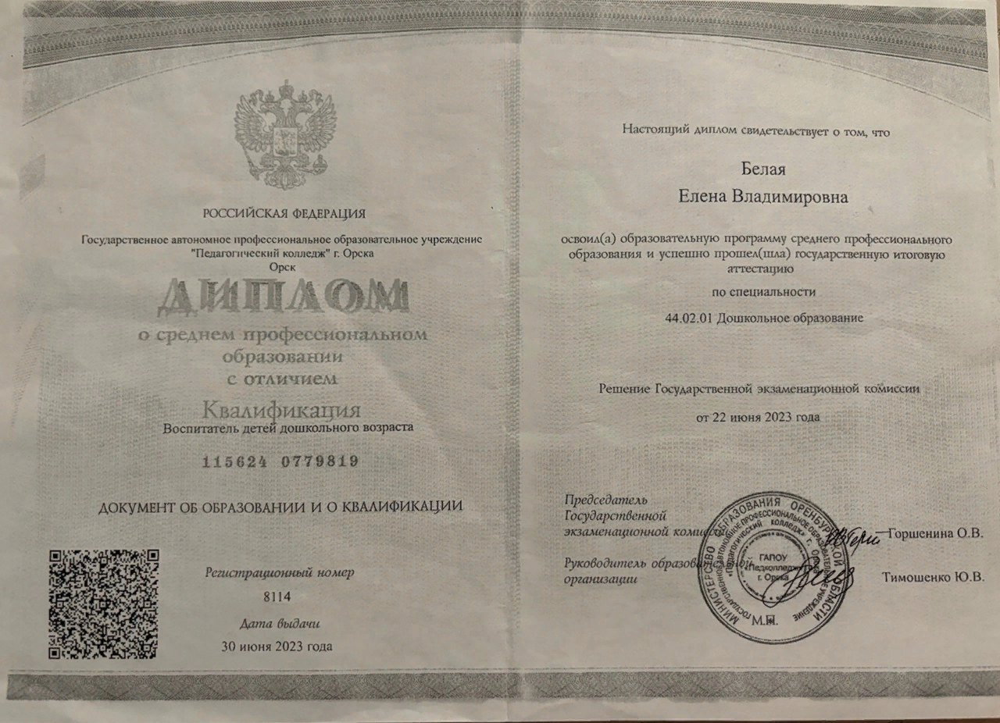 РОССИЙСКАЯ ФЕДЕРАЦИЯ
Государственное автономное профессиональное образовательное учреждение
"Педагогический колледж" г. Орска
Орск
ДИПЛОМ
о среднем профессиональном
образовании
с отличием
Квалификация
Воспитатель детей дошкольного возраста
115624 0779819
ДОКУМЕНТ ОБ ОБРАЗОВАНИИ И О КВАЛИФИКАЦИИ
Регистрационный номер
8114
Дата выдачи
30 июня 2023 года
Настоящий диплом свидетельствует о том, что
Белая
Елена Владимировна
освоил(а) образовательную программу среднего профессионального
образования и успешно прошел(шла) государственную итоговую
аттестацию
по специальности
44.02.01 Дошкольное образование
Решение Государственной экзаменационной комиссии
от 22 июня 2023 года
Председатель
Государственной
экзаменационной комиссии
Горшенина О.В.
Руководитель образовательной
организации
Тимошенко Ю.В.
МИНИСТЕРСТВО ОБРАЗОВАНИЯ ОРЕНБУРГСКОЙ ОБЛАСТИ
ГОСУДАРСТВЕННОЕ АВТОНОМНОЕ ПРОФЕССИОНАЛЬНОЕ ОБРАЗОВАТЕЛЬНОЕ УЧРЕЖДЕНИЕ
«Педагогический колледж» г. Орска
ГАПОУ
«Педколледж»
г. Орска
М.П.